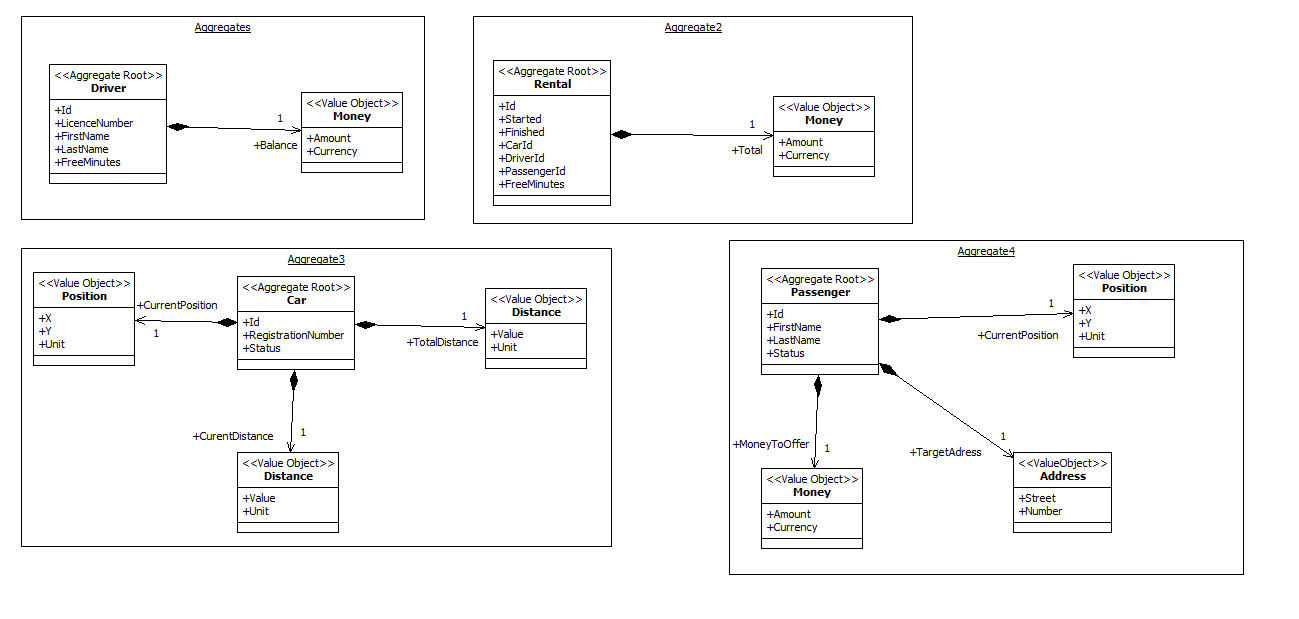 Aggregates
<<Aggregate Root>>
Driver
+Id
+LicenceNumber
+FirstName
+LastName
+FreeMinutes
1
+Balance
<<Value Object>>
Money
+Amount
+Currency
Aggregate2
<<Aggregate Root>>
Rental
+Id
+Started
+Finished
+CarId
+DriverId
+PassengerId
+FreeMinutes
1
+Total
<<Value Object>>
Money
+Amount
+Currency
Aggregate3
<<Value Object>>
Position
+X
+Y
+Unit
+CurrentPosition
1
<<Aggregate Root>>
Car
+Id
+RegistrationNumber
+Status
1
+TotalDistance
<<Value Object>>
Distance
+Value
+Unit
+CurentDistance
1
<<Value Object>>
Distance
+Value
+Unit
Aggregate4
<<Aggregate Root>>
Passenger
+Id
+FirstName
+LastName
+Status
1
+CurrentPosition
<<Value Object>>
Position
+X
+Y
+Unit
+MoneyToOffer
1
<<Value Object>>
Money
+Amount
+Currency
1
+TargetAdress
<<ValueObject>>
Address
+Street
+Number